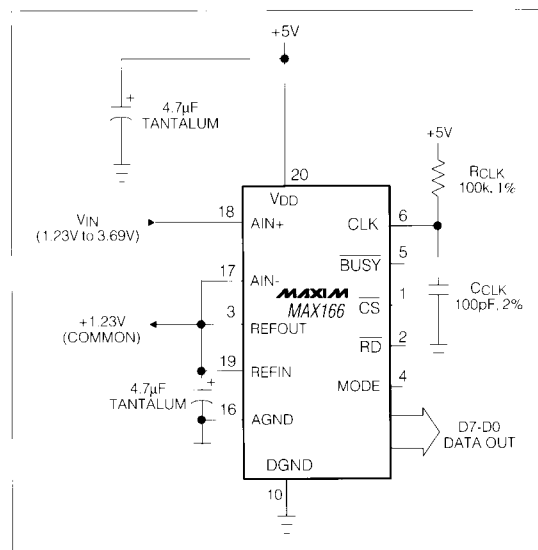 +5V
+
4.7µF
TANTALUM
+5V
RCLK
100k, 1%
20
VDD
VIN
(1.23V to 3.69V)
18
AIN+
CLK
6
BUSY
5
17
AIN-
MAXIM
MAX166
CS
1
CCLK
100pF, 2%
+1.23V
(COMMON)
3
REFOUT
RD
2
19
REFIN
MODE
4
4.7µF
TANTALUM
+
16
AGND
D7-D0
DATA OUT
DGND
10